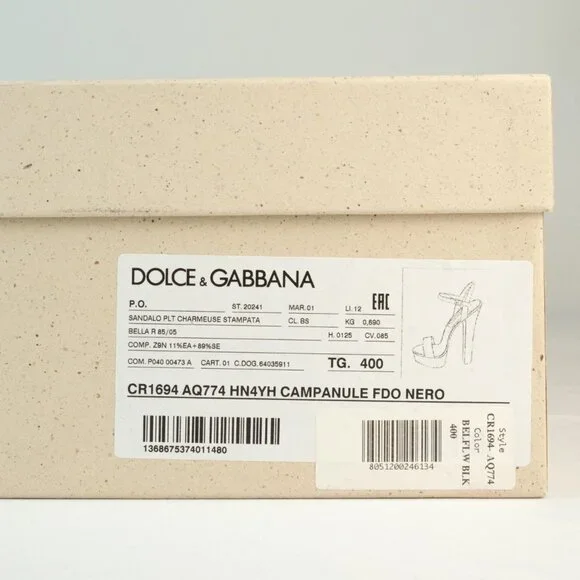 DOLCE & GABBANA
P.O. ST. 20241 MAR. 01 LI. 12 EAC
SANDALO PLT CHARMEUSE STAMPATA CL. BS KG 0,690
BELLA R 85/05 H. 0125 CV. 085
COMP. Z9N 11%EA÷89%SE
COM. P040 00473 A CART. 01 C.DOG. 64035911 TG. 400
CR1694 AQ774 HN4YH CAMPANULE FDO NERO
1368675374011480
8051200246134
Style
CR1694- AQ774
Color
BELFLW BLK
400